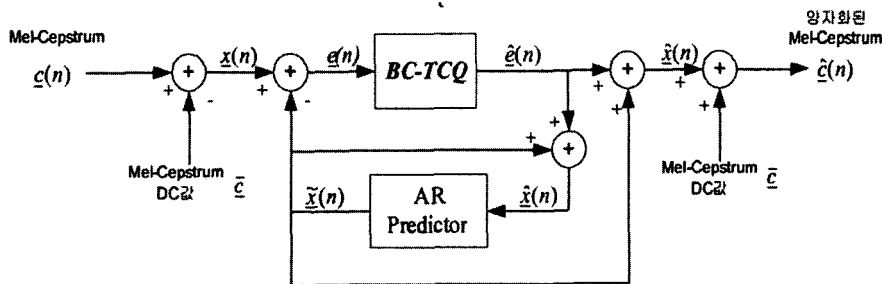 Mel-Cepstrum
c(n)
+
-
x(n)
+
-
e(n)
BC-TCQ
ê(n)
+
+
x̂(n)
+
+
양자화된
Mel-Cepstrum
ĉ(n)
Mel-Cepstrum
DC값
c̄
+
+
+
x̃(n)
AR
Predictor
x̂(n)
Mel-Cepstrum
DC값
c̄